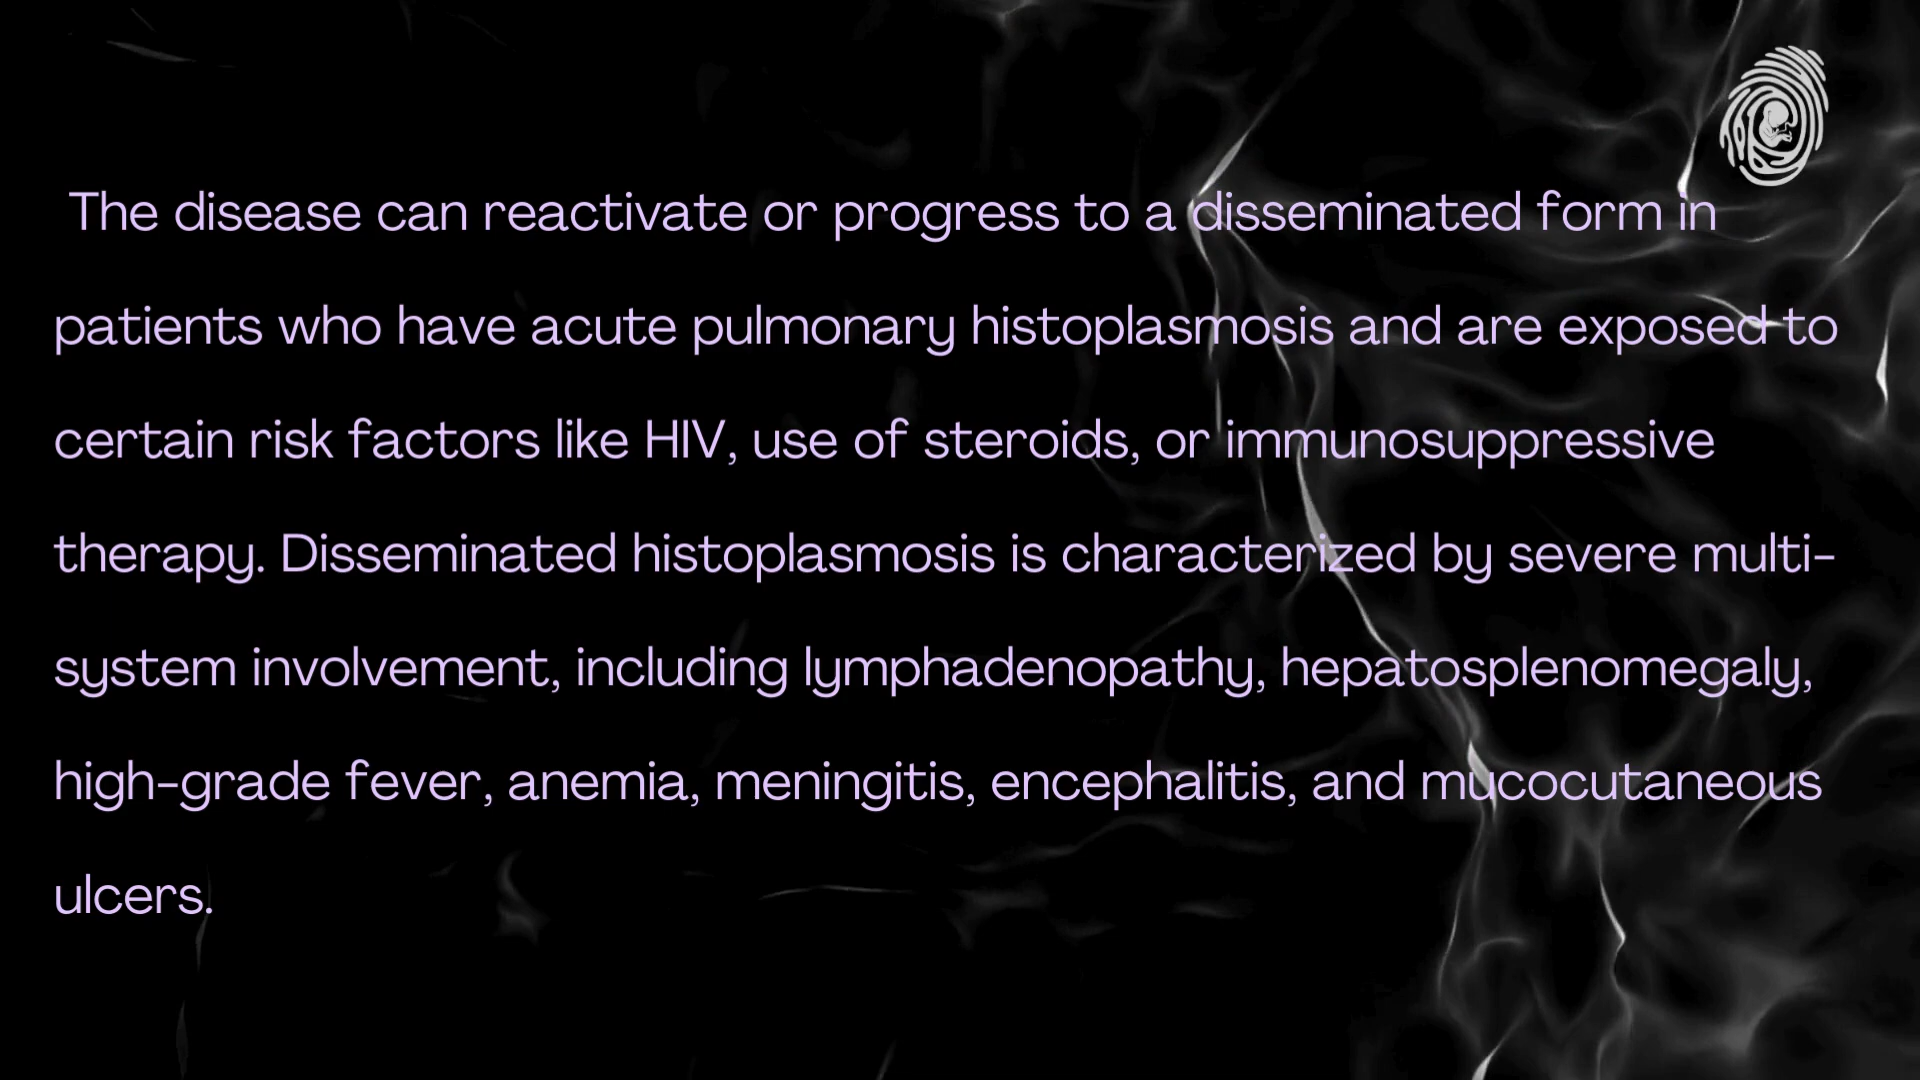 The disease can reactivate or progress to a disseminated form in
patients who have acute pulmonary histoplasmosis and are exposed to
certain risk factors like HIV, use of steroids, or immunosuppressive
therapy. Disseminated histoplasmosis is characterized by severe multi-
system involvement, including lymphadenopathy, hepatosplenomegaly,
high-grade fever, anemia, meningitis, encephalitis, and mucocutaneous
ulcers.